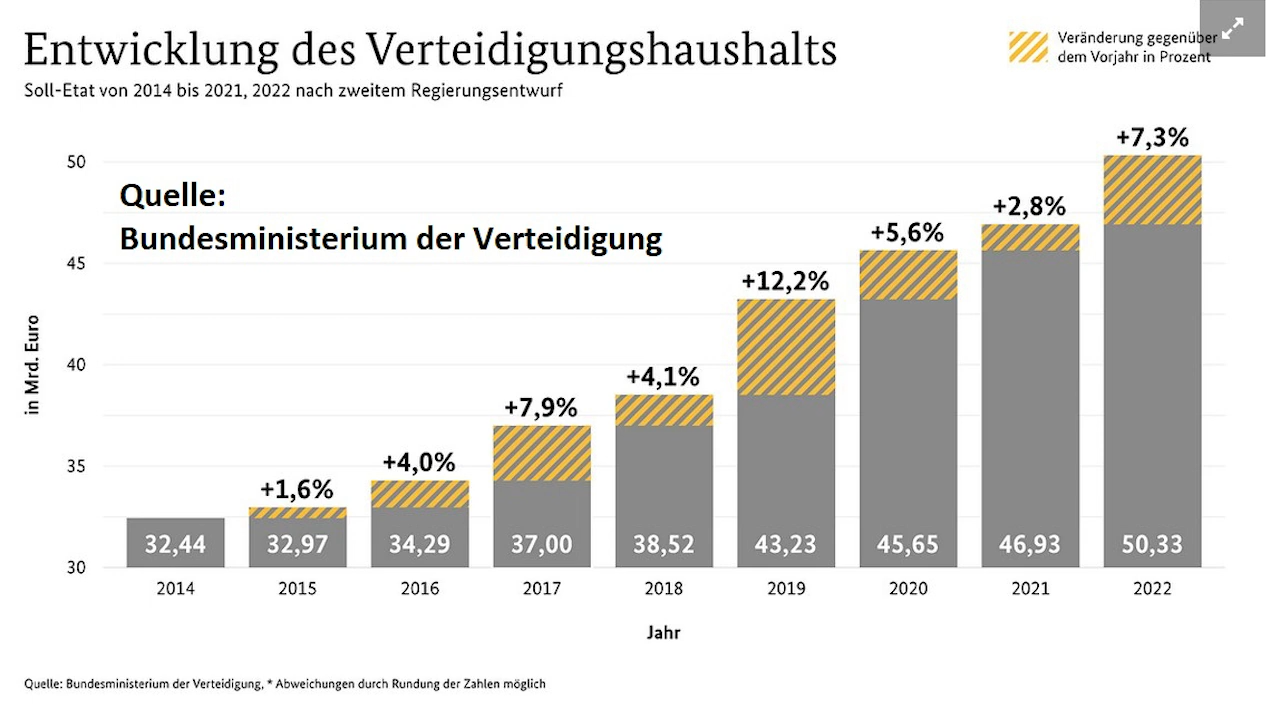 Entwicklung des Verteidigungshaushalts
Soll-Etat von 2014 bis 2021, 2022 nach zweitem Regierungsentwurf
Veränderung gegenüber
dem Vorjahr in Prozent
Quelle:
Bundesministerium der Verteidigung
in Mrd. Euro
50
45
40
35
30
+1,6%
+4,0%
+7,9%
+4,1%
+12,2%
+5,6%
+2,8%
+7,3%
32,44 32,97 34,29 37,00 38,52 43,23 45,65 46,93 50,33
2014 2015 2016 2017 2018 2019 2020 2021 2022
Jahr
Quelle: Bundesministerium der Verteidigung, * Abweichungen durch Rundung der Zahlen möglich